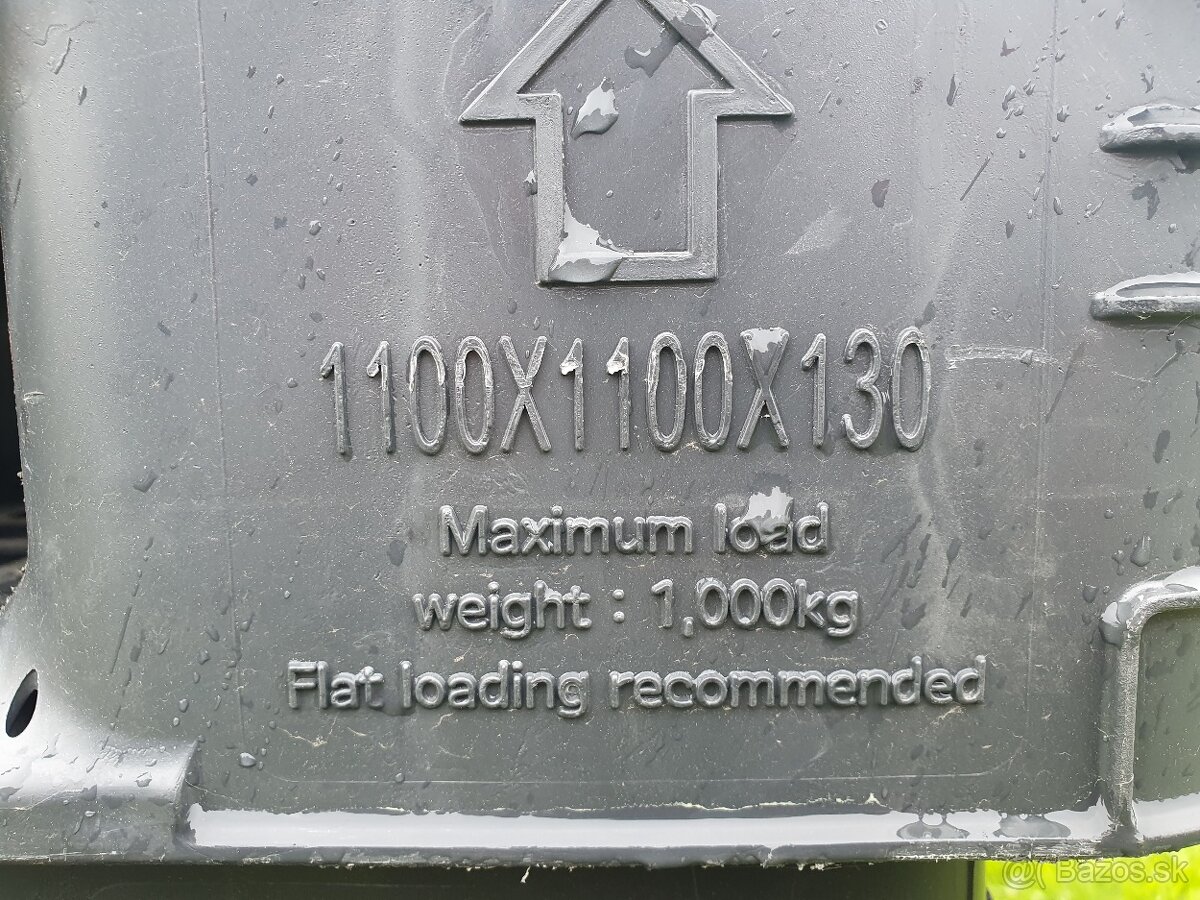 1100X1100X130
Maximum load
weight : 1,000kg
Flat loading recommended
@( Bazos.sk